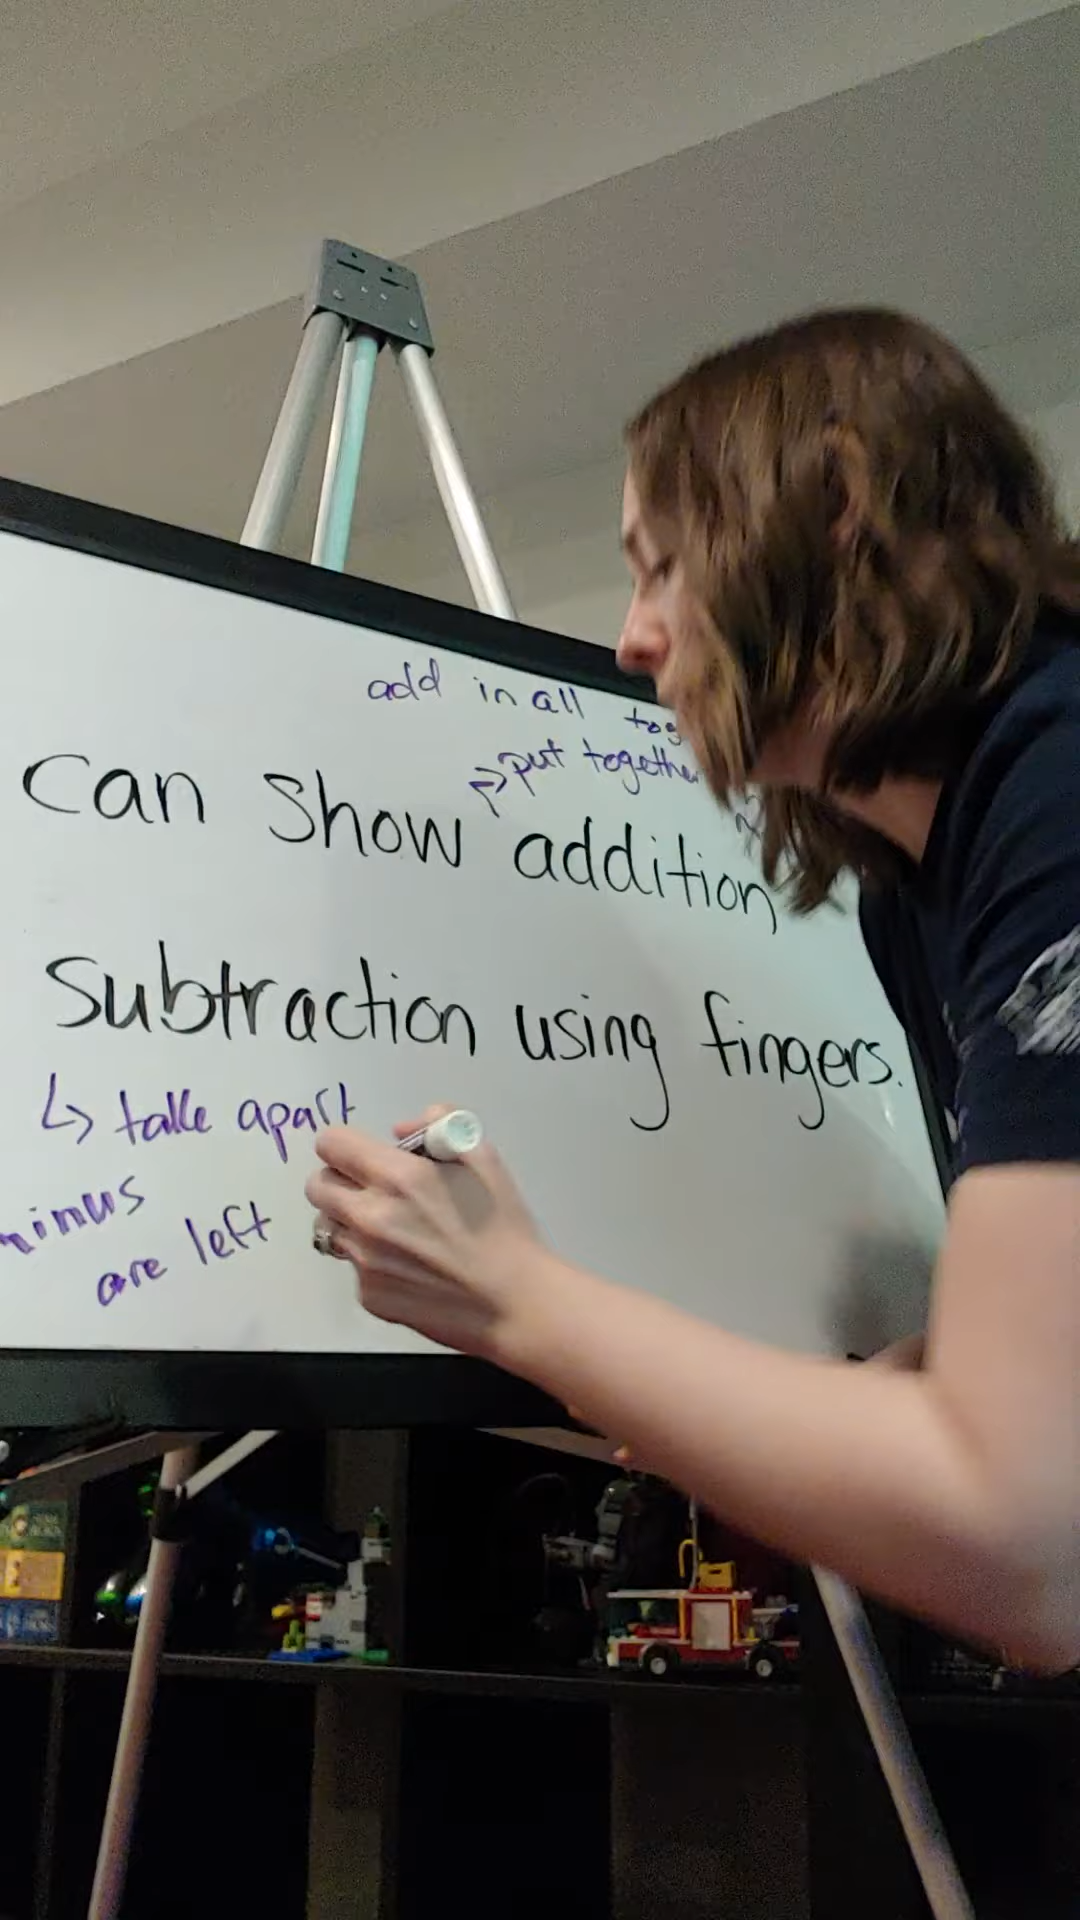 add in all tog
put together
can show addition
subtraction using fingers.
take apart
minus
are left